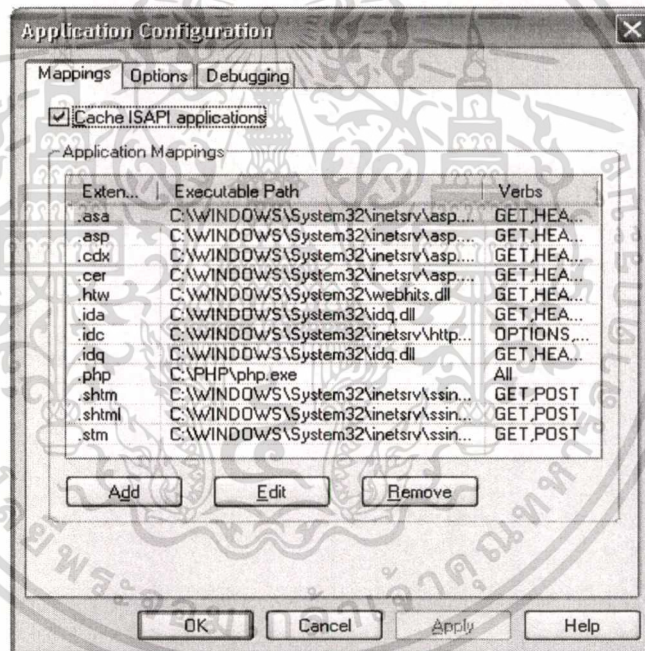 Application Configuration
Mappings Options Debugging
Cache ISAPI applications
Application Mappings
Exten... Executable Path Verbs
.asa C:\WINDOWS\System32\inetsrv\asp.... GET,HEA...
.asp C:\WINDOWS\System32\inetsrv\asp.... GET,HEA...
.cdx C:\WINDOWS\System32\inetsrv\asp.... GET,HEA...
.cer C:\WINDOWS\System32\inetsrv\asp.... GET,HEA...
.htw C:\WINDOWS\System32\webhits.dll GET,HEA...
.ida C:\WINDOWS\System32\idq.dll GET,HEA...
.idc C:\WINDOWS\System32\inetsrv\http... OPTIONS,...
.idq C:\WINDOWS\System32\idq.dll GET,HEA...
.php C:\PHP\php.exe All
.shtm C:\WINDOWS\System32\inetsrv\ssin... GET,POST
.shtml C:\WINDOWS\System32\inetsrv\ssin... GET,POST
.stm C:\WINDOWS\System32\inetsrv\ssin... GET,POST
Add Edit Remove
OK Cancel Apply Help